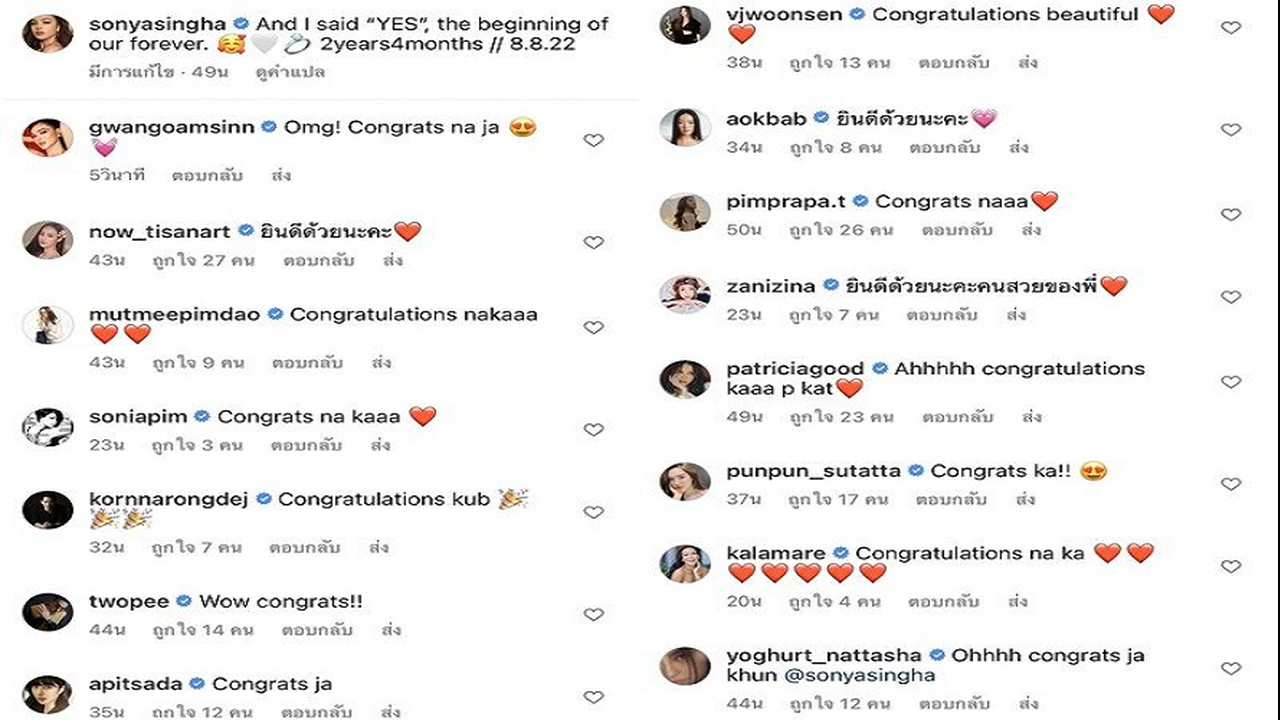 sonyasingha And I said “YES”, the beginning of
our forever. 🥰🤍💍 2years4months // 8.8.22
มีการแก้ไข · 49น ดูคำแปล
gwangoamsinn Omg! Congrats na ja 😍
💓
5วินาที ตอบกลับ ส่ง
now_tisanart ยินดีด้วยนะคะ❤️
43น ถูกใจ 27 คน ตอบกลับ ส่ง
mutmeepimdao Congratulations nakaaa
❤️❤️
43น ถูกใจ 9 คน ตอบกลับ ส่ง
soniapim Congrats na kaaa ❤️
23น ถูกใจ 3 คน ตอบกลับ ส่ง
kornnarongdej Congratulations kub 🎉
🎉🎉
32น ถูกใจ 7 คน ตอบกลับ ส่ง
twopee Wow congrats!!
44น ถูกใจ 14 คน ตอบกลับ ส่ง
apitsada Congrats ja
35น ถูกใจ 12 คน ตอบกลับ ส่ง
vjwoonsen Congratulations beautiful ❤️
❤️
38น ถูกใจ 13 คน ตอบกลับ ส่ง
aokbab ยินดีด้วยนะคะ💗
34น ถูกใจ 8 คน ตอบกลับ ส่ง
pimprapa.t Congrats naaa❤️
50น ถูกใจ 26 คน ตอบกลับ ส่ง
zanizina ยินดีด้วยนะคะคนสวยของพี่❤️
23น ถูกใจ 7 คน ตอบกลับ ส่ง
patriciagood Ahhhhh congratulations
kaaa p kat❤️
49น ถูกใจ 23 คน ตอบกลับ ส่ง
punpun_sutatta Congrats ka!! 😍
37น ถูกใจ 17 คน ตอบกลับ ส่ง
kalamare Congratulations na ka ❤️❤️
❤️❤️❤️❤️❤️
20น ถูกใจ 4 คน ตอบกลับ ส่ง
yoghurt_nattasha Ohhhh congrats ja
khun @sonyasingha
44น ถูกใจ 12 คน ตอบกลับ ส่ง